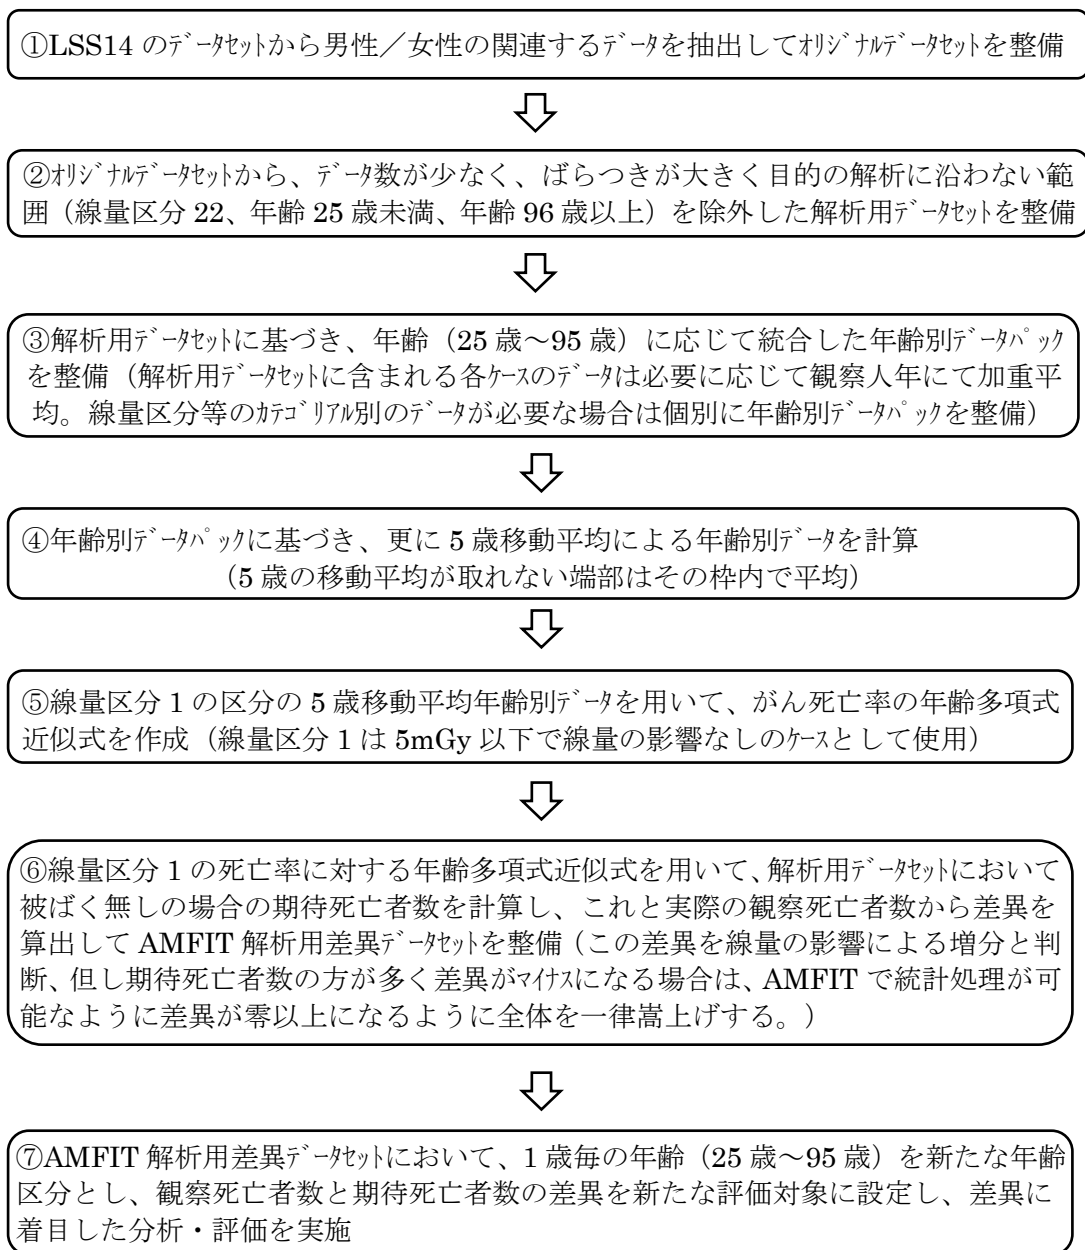 ①LSS14 のﾃﾞｰﾀｾｯﾄから男性／女性の関連するﾃﾞｰﾀを抽出してｵﾘｼﾞﾅﾙﾃﾞｰﾀｾｯﾄを整備
②ｵﾘｼﾞﾅﾙﾃﾞｰﾀｾｯﾄから、ﾃﾞｰﾀ数が少なく、ばらつきが大きく目的の解析に沿わない範
囲（線量区分 22、年齢 25 歳未満、年齢 96 歳以上）を除外した解析用ﾃﾞｰﾀｾｯﾄを整備
③解析用ﾃﾞｰﾀｾｯﾄに基づき、年齢（25 歳～95 歳）に応じて統合した年齢別ﾃﾞｰﾀﾊﾟｯｸ
を整備（解析用ﾃﾞｰﾀｾｯﾄに含まれる各ｹｰｽのﾃﾞｰﾀは必要に応じて観察人年にて加重平
均。線量区分等のｶﾃｺﾞﾘｱﾙ別のﾃﾞｰﾀが必要な場合は個別に年齢別ﾃﾞｰﾀﾊﾟｯｸを整備）
④年齢別ﾃﾞｰﾀﾊﾟｯｸに基づき、更に 5 歳移動平均による年齢別ﾃﾞｰﾀを計算
（5 歳の移動平均が取れない端部はその枠内で平均）
⑤線量区分 1 の区分の 5 歳移動平均年齢別ﾃﾞｰﾀを用いて、がん死亡率の年齢多項式
近似式を作成（線量区分 1 は 5mGy 以下で線量の影響なしのｹｰｽとして使用）
⑥線量区分 1 の死亡率に対する年齢多項式近似式を用いて、解析用ﾃﾞｰﾀｾｯﾄにおいて
被ばく無しの場合の期待死亡者数を計算し、これと実際の観察死亡者数から差異を
算出して AMFIT 解析用差異ﾃﾞｰﾀｾｯﾄを整備（この差異を線量の影響による増分と判
断、但し期待死亡者数の方が多く差異がﾏｲﾅｽになる場合は、AMFIT で統計処理が可
能なように差異が零以上になるように全体を一律嵩上げする。）
⑦AMFIT 解析用差異ﾃﾞｰﾀｾｯﾄにおいて、1 歳毎の年齢（25 歳～95 歳）を新たな年齢
区分とし、観察死亡者数と期待死亡者数の差異を新たな評価対象に設定し、差異に
着目した分析・評価を実施